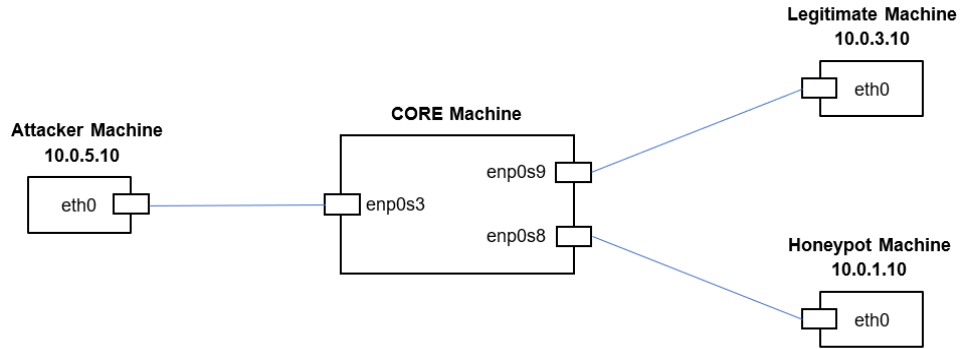 Legitimate Machine
10.0.3.10
eth0
CORE Machine
Attacker Machine
10.0.5.10
eth0
enp0s3
enp0s9
enp0s8
Honeypot Machine
10.0.1.10
eth0